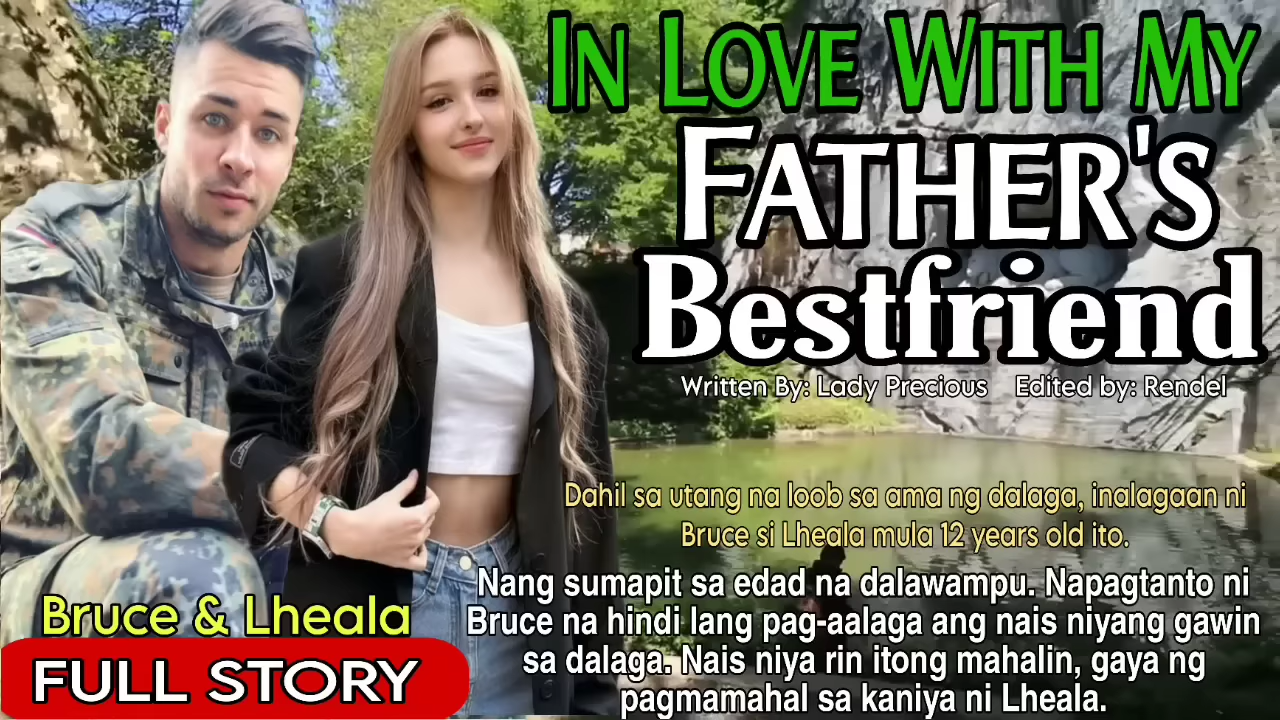 In Love With My
Father's
Bestfriend
Written By: Lady Precious Edited by: Rendel
Dahil sa utang na loob sa ama ng dalaga, inalagaan ni
Bruce si Lheala mula 12 years old ito.
Nang sumapit sa edad na dalawampu. Napagtanto ni
Bruce na hindi lang pag-aalaga ang nais niyang gawin
sa dalaga. Nais niya rin itong mahalin, gaya ng
pagmamahal sa kaniya ni Lheala.
Bruce & Lheala
FULL STORY